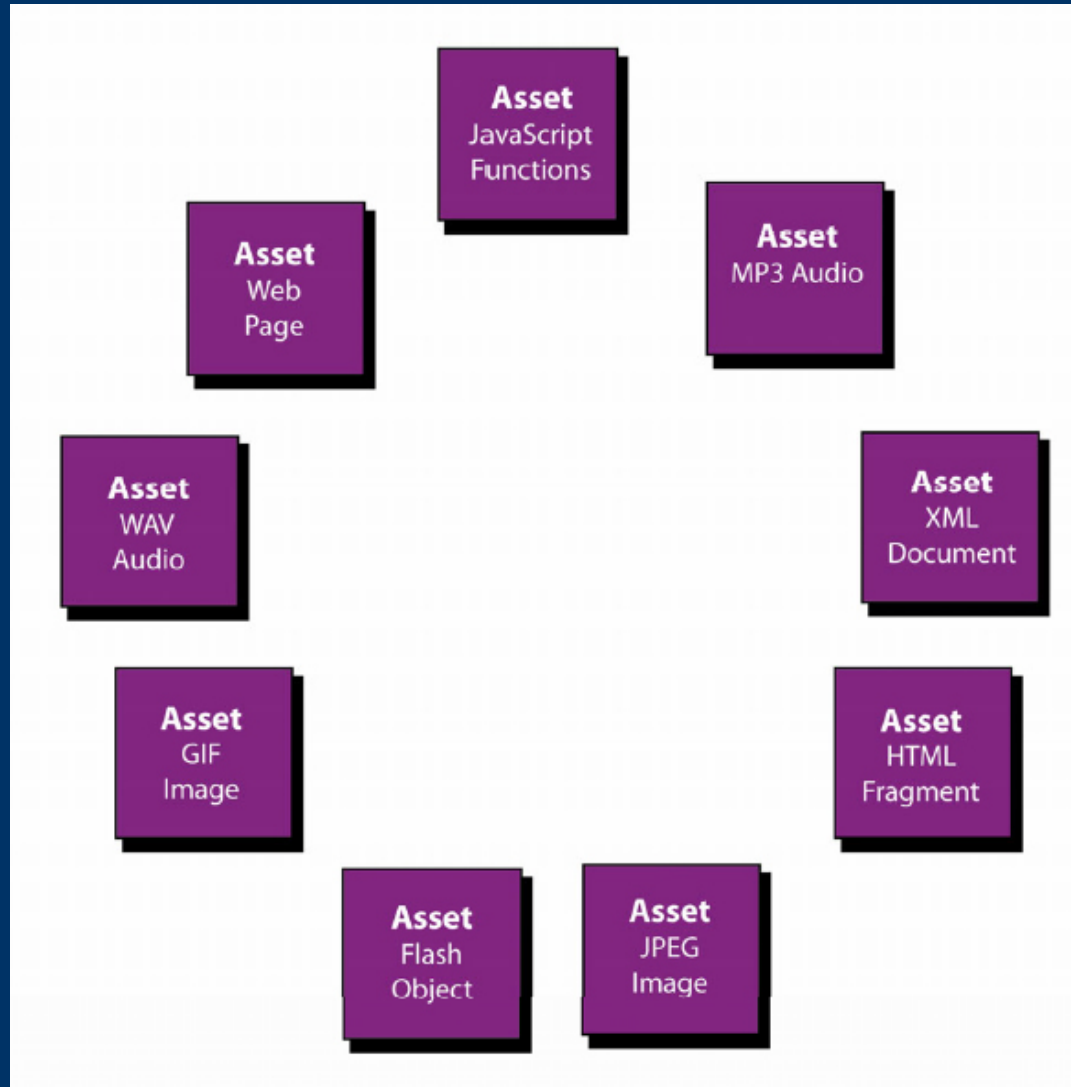 Asset
JavaScript
Functions
Asset
MP3 Audio
Asset
Web
Page
Asset
WAV
Audio
Asset
XML
Document
Asset
GIF
Image
Asset
HTML
Fragment
Asset
Flash
Object
Asset
JPEG
Image